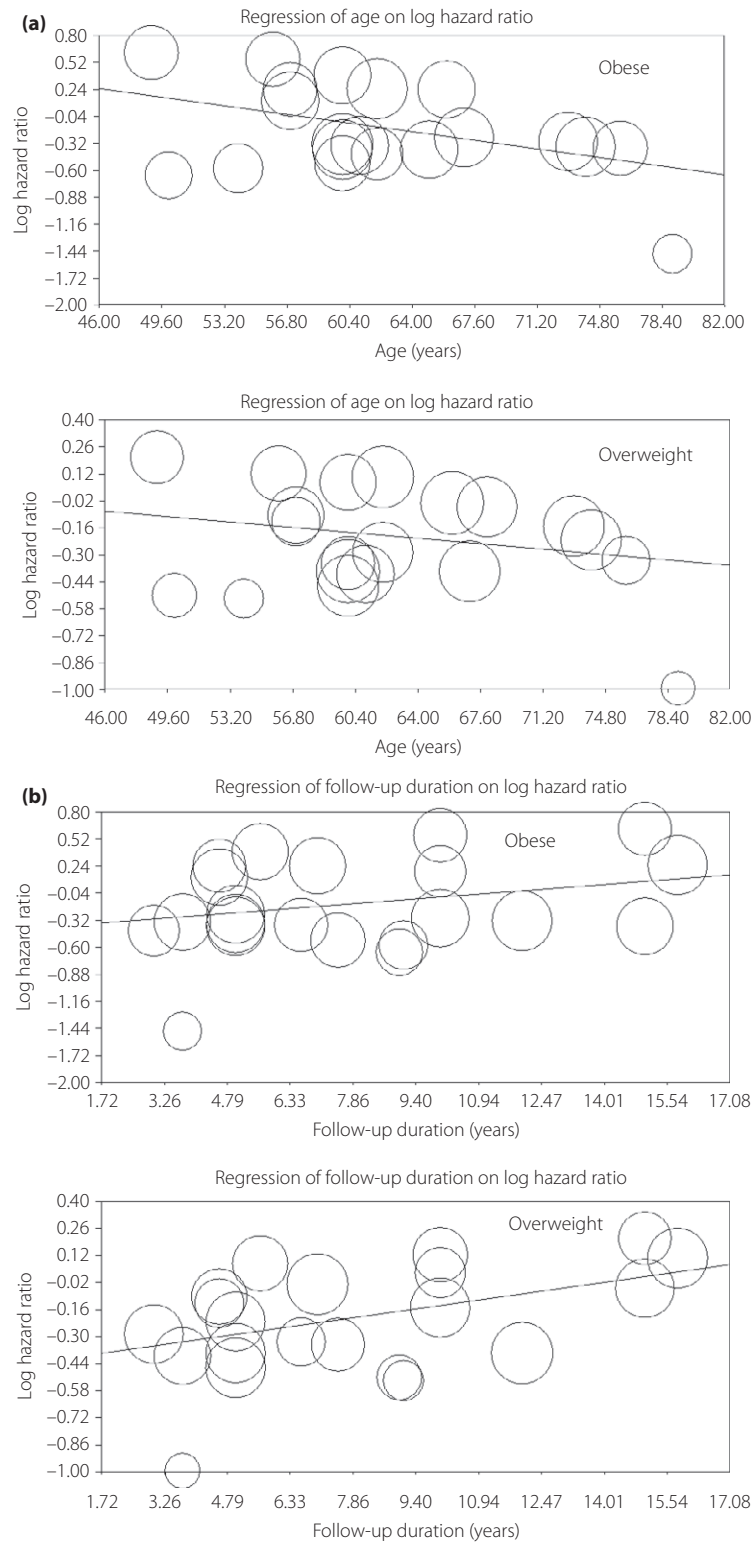 (a)
Regression of age on log hazard ratio
Obese
Log hazard ratio
0.80
0.52
0.24
−0.04
−0.32
−0.60
−0.88
−1.16
−1.44
−1.72
−2.00
46.00 49.60 53.20 56.80 60.40 64.00 67.60 71.20 74.80 78.40 82.00
Age (years)
Regression of age on log hazard ratio
Overweight
Log hazard ratio
0.40
0.26
0.12
−0.02
−0.16
−0.30
−0.44
−0.58
−0.72
−0.86
−1.00
46.00 49.60 53.20 56.80 60.40 64.00 67.60 71.20 74.80 78.40 82.00
Age (years)
(b)
Regression of follow-up duration on log hazard ratio
Obese
Log hazard ratio
0.80
0.52
0.24
−0.04
−0.32
−0.60
−0.88
−1.16
−1.44
−1.72
−2.00
1.72 3.26 4.79 6.33 7.86 9.40 10.94 12.47 14.01 15.54 17.08
Follow-up duration (years)
Regression of follow-up duration on log hazard ratio
Overweight
Log hazard ratio
0.40
0.26
0.12
−0.02
−0.16
−0.30
−0.44
−0.58
−0.72
−0.86
−1.00
1.72 3.26 4.79 6.33 7.86 9.40 10.94 12.47 14.01 15.54 17.08
Follow-up duration (years)